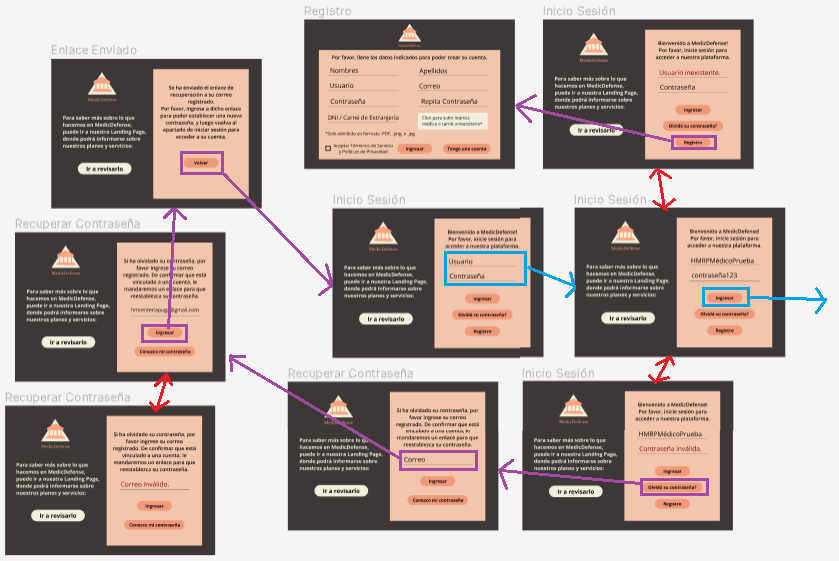 Registro
Por favor, llene los datos indicados para poder crear su cuenta.
Nombres
Apellidos
Usuario
Correo
Contraseña
Repita Contraseña
DNI / Carné de Extranjería
Click para subir licencia
médica o carné universitario*
*Solo admitido en formato .PDF, .png, o .jpg
Aceptar Términos de Servicio
y Políticas de Privacidad
Ingresar
Tengo una cuenta
Inicio Sesión
MedicDefense
Para saber más sobre lo que
hacemos en MedicDefense,
puede ir a nuestra Landing Page,
donde podrá informarse sobre
nuestros planes y servicios:
Ir a revisarlo
Bienvenido a MedicDefense!
Por favor, inicie sesión para
acceder a nuestra plataforma.
Usuario inexistente.
Contraseña
Ingresar
Olvidó su contraseña?
Registro
Enlace Enviado
MedicDefense
Para saber más sobre lo que
hacemos en MedicDefense,
puede ir a nuestra Landing Page,
donde podrá informarse sobre
nuestros planes y servicios:
Ir a revisarlo
Se ha enviado el enlace de
recuperación a su correo
registrado.
Por favor, ingrese a dicho enlace
para poder establecer una nueva
contraseña, y luego vuelva al
apartado de iniciar sesión para
acceder a su cuenta.
Volver
Inicio Sesión
MedicDefense
Para saber más sobre lo que
hacemos en MedicDefense,
puede ir a nuestra Landing Page,
donde podrá informarse sobre
nuestros planes y servicios:
Ir a revisarlo
Bienvenido a MedicDefense!
Por favor, inicie sesión para
acceder a nuestra plataforma.
Usuario
Contraseña
Ingresar
Olvidó su contraseña?
Registro
Inicio Sesión
MedicDefense
Para saber más sobre lo que
hacemos en MedicDefense,
puede ir a nuestra Landing Page,
donde podrá informarse sobre
nuestros planes y servicios:
Ir a revisarlo
Bienvenido a MedicDefense!
Por favor, inicie sesión para
acceder a nuestra plataforma.
HMRPMédicoPrueba
contraseña123
Ingresar
Olvidó su contraseña?
Registro
Recuperar Contraseña
MedicDefense
Para saber más sobre lo que
hacemos en MedicDefense,
puede ir a nuestra Landing Page,
donde podrá informarse sobre
nuestros planes y servicios:
Ir a revisarlo
Si ha olvidado su contraseña, por
favor ingrese su correo
registrado. De confirmar que está
vinculado a una cuenta, le
mandaremos un enlace para que
reestablezca su contraseña.
@gmail.com
Ingresar
Conozco mi contraseña
Recuperar Contraseña
MedicDefense
Para saber más sobre lo que
hacemos en MedicDefense,
puede ir a nuestra Landing Page,
donde podrá informarse sobre
nuestros planes y servicios:
Ir a revisarlo
Si ha olvidado su contraseña, por
favor ingrese su correo
registrado. De confirmar que está
vinculado a una cuenta, le
mandaremos un enlace para que
reestablezca su contraseña.
Correo
Ingresar
Conozco mi contraseña
Inicio Sesión
MedicDefense
Para saber más sobre lo que
hacemos en MedicDefense,
puede ir a nuestra Landing Page,
donde podrá informarse sobre
nuestros planes y servicios:
Ir a revisarlo
Bienvenido a MedicDefense!
Por favor, inicie sesión para
acceder a nuestra plataforma.
HMRPMédicoPrueba
Contraseña inválida.
Ingresar
Olvidó su contraseña?
Registro
Recuperar Contraseña
MedicDefense
Para saber más sobre lo que
hacemos en MedicDefense,
puede ir a nuestra Landing Page,
donde podrá informarse sobre
nuestros planes y servicios:
Ir a revisarlo
Si ha olvidado su contraseña, por
favor ingrese su correo
registrado. De confirmar que está
vinculado a una cuenta, le
mandaremos un enlace para que
reestablezca su contraseña.
Correo inválido.
Ingresar
Conozco mi contraseña